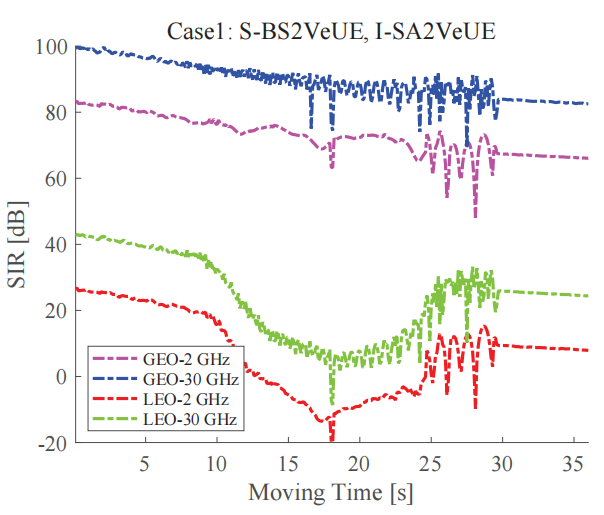 Case1: S-BS2VeUE, I-SA2VeUE
SIR [dB]
100
80
60
40
20
0
-20
GEO-2 GHz
GEO-30 GHz
LEO-2 GHz
LEO-30 GHz
5 10 15 20 25 30 35
Moving Time [s]